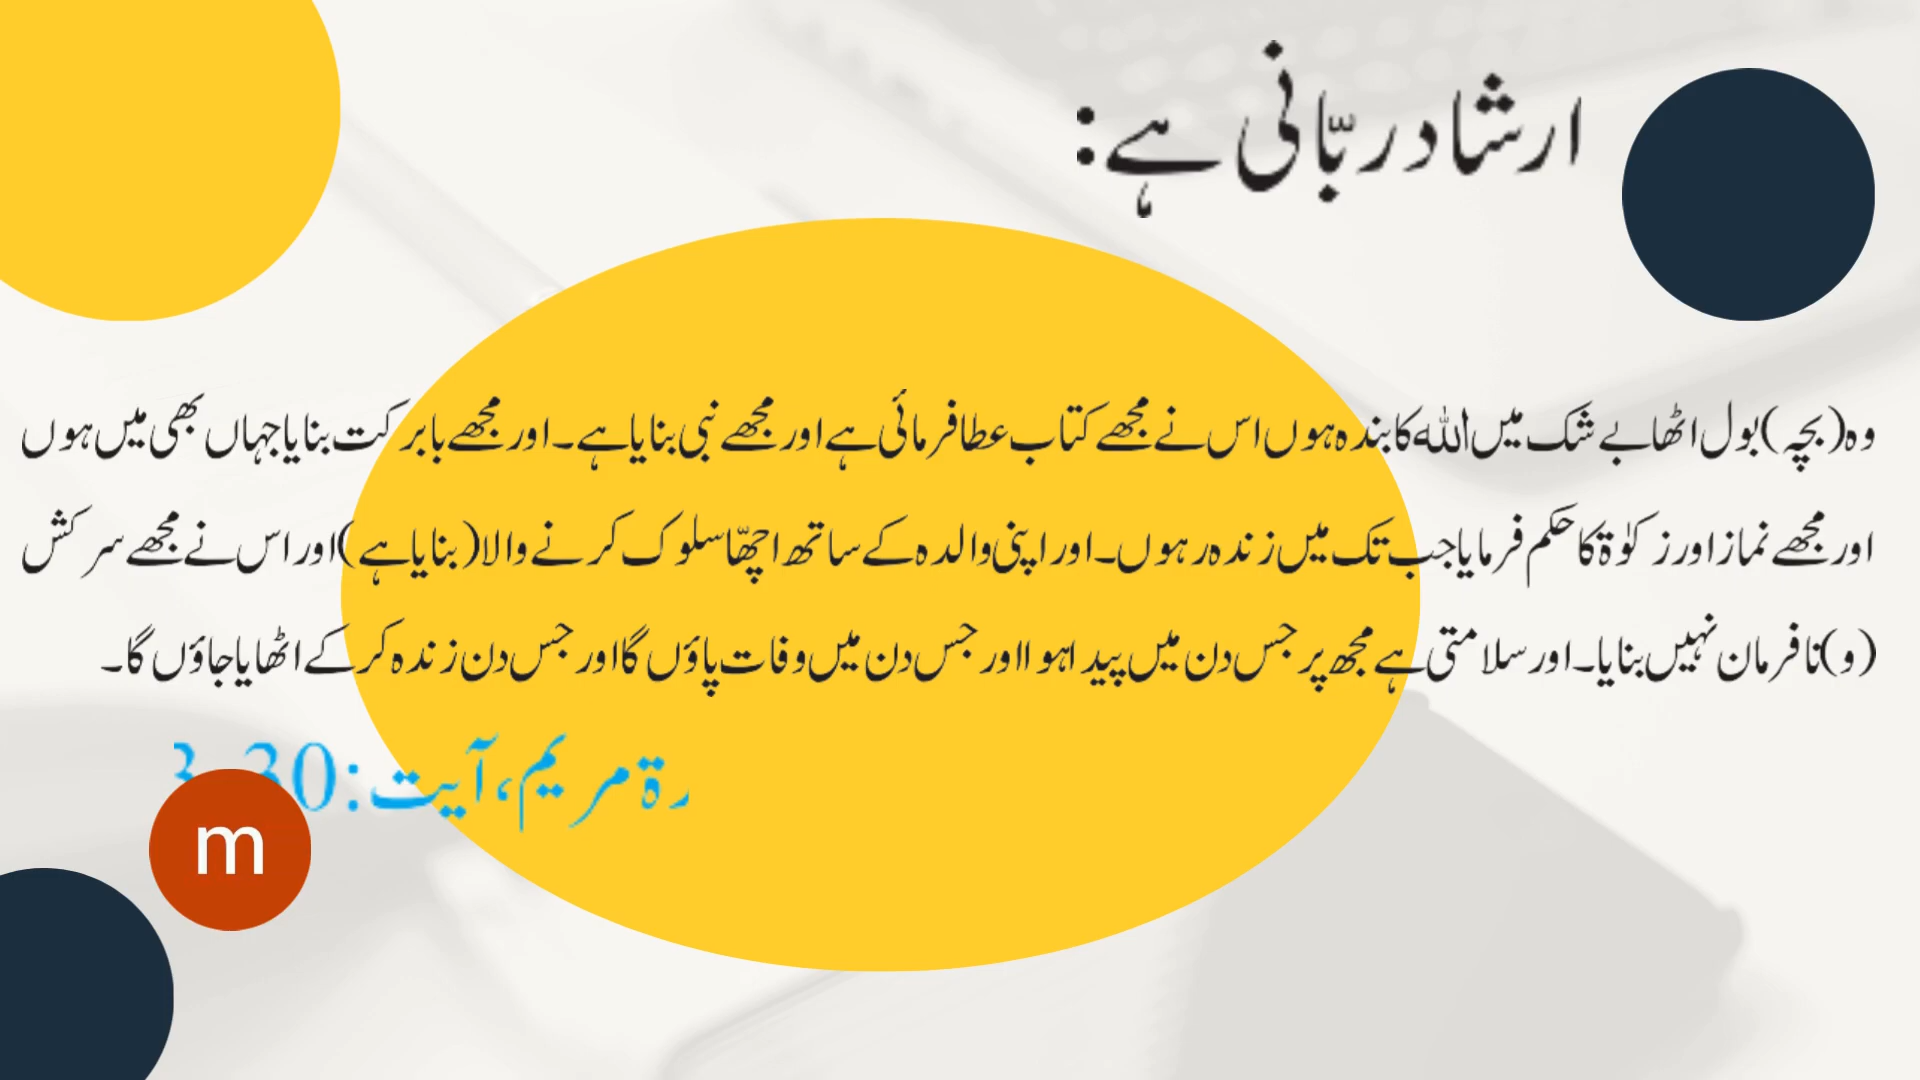 ارشاد ربّانی ہے:
وہ(بچہ)بول اٹھا بے شک میں اللہ کا بندہ ہوں اس نے مجھے کتاب عطا فرمائی ہے اور مجھے نبی بنایا ہے۔ اور مجھے بابرکت بنایا جہاں بھی میں ہوں
اور مجھے نماز اور زکوٰۃ کا حکم فرمایا جب تک میں زندہ رہوں۔ اور اپنی والدہ کے ساتھ اچھّا سلوک کرنے والا(بنایا ہے)اور اس نے مجھے سرکش
(و)نافرمان نہیں بنایا۔ اور سلامتی ہے مجھ پر جس دن میں پیدا ہوا اور جس دن میں وفات پاؤں گا اور جس دن زندہ کر کے اٹھایا جاؤں گا۔
رۃ مریم، آیت:30
m